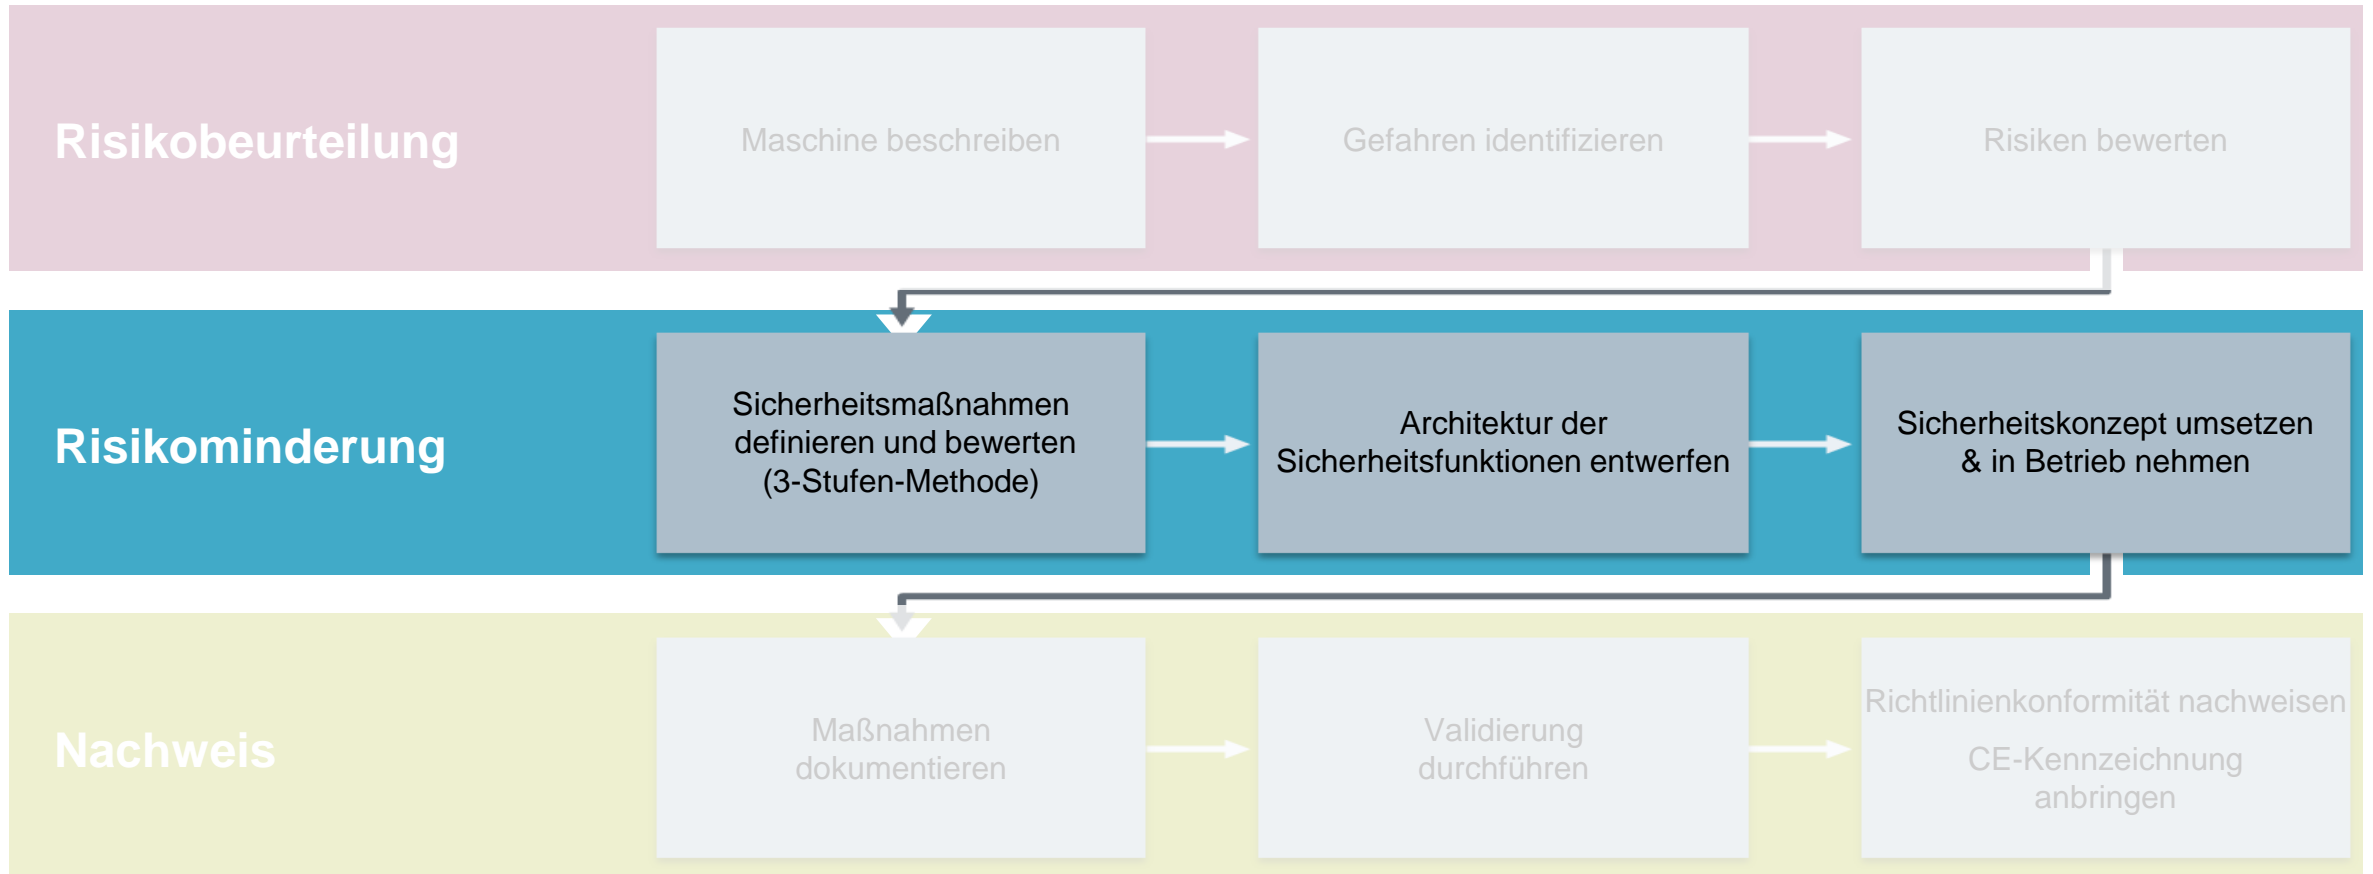 Risikobeurteilung
Maschine beschreiben
Gefahren identifizieren
Risiken bewerten
Risikominderung
Sicherheitsmaßnahmen
definieren und bewerten
(3-Stufen-Methode)
Architektur der
Sicherheitsfunktionen entwerfen
Sicherheitskonzept umsetzen
& in Betrieb nehmen
Nachweis
Maßnahmen
dokumentieren
Validierung
durchführen
Richtlinienkonformität nachweisen
CE-Kennzeichnung
anbringen